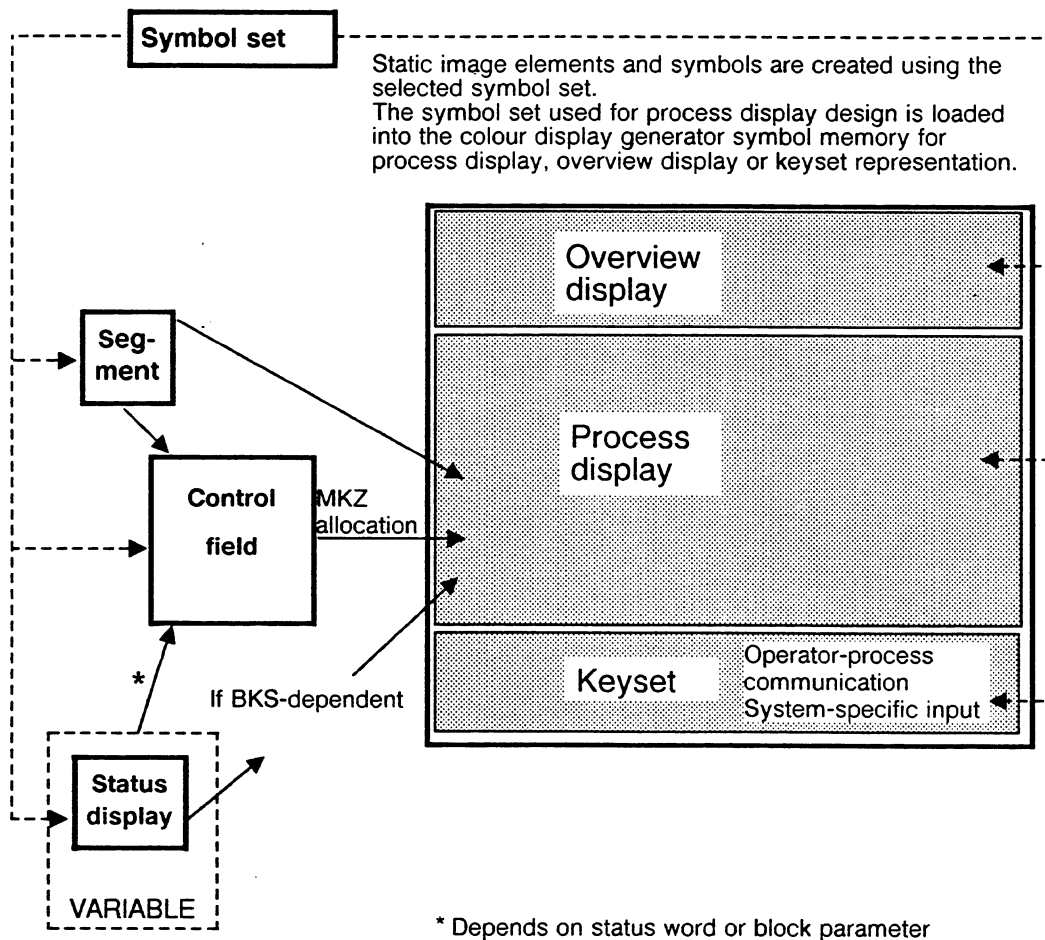 Symbol set
Static image elements and symbols are created using the
selected symbol set.
The symbol set used for process display design is loaded
into the colour display generator symbol memory for
process display, overview display or keyset representation.
Overview
display
Seg-
ment
Process
display
Control
field
MKZ
allocation
*
If BKS-dependent
Keyset
Operator-process
communication
System-specific input
Status
display
VARIABLE
* Depends on status word or block parameter